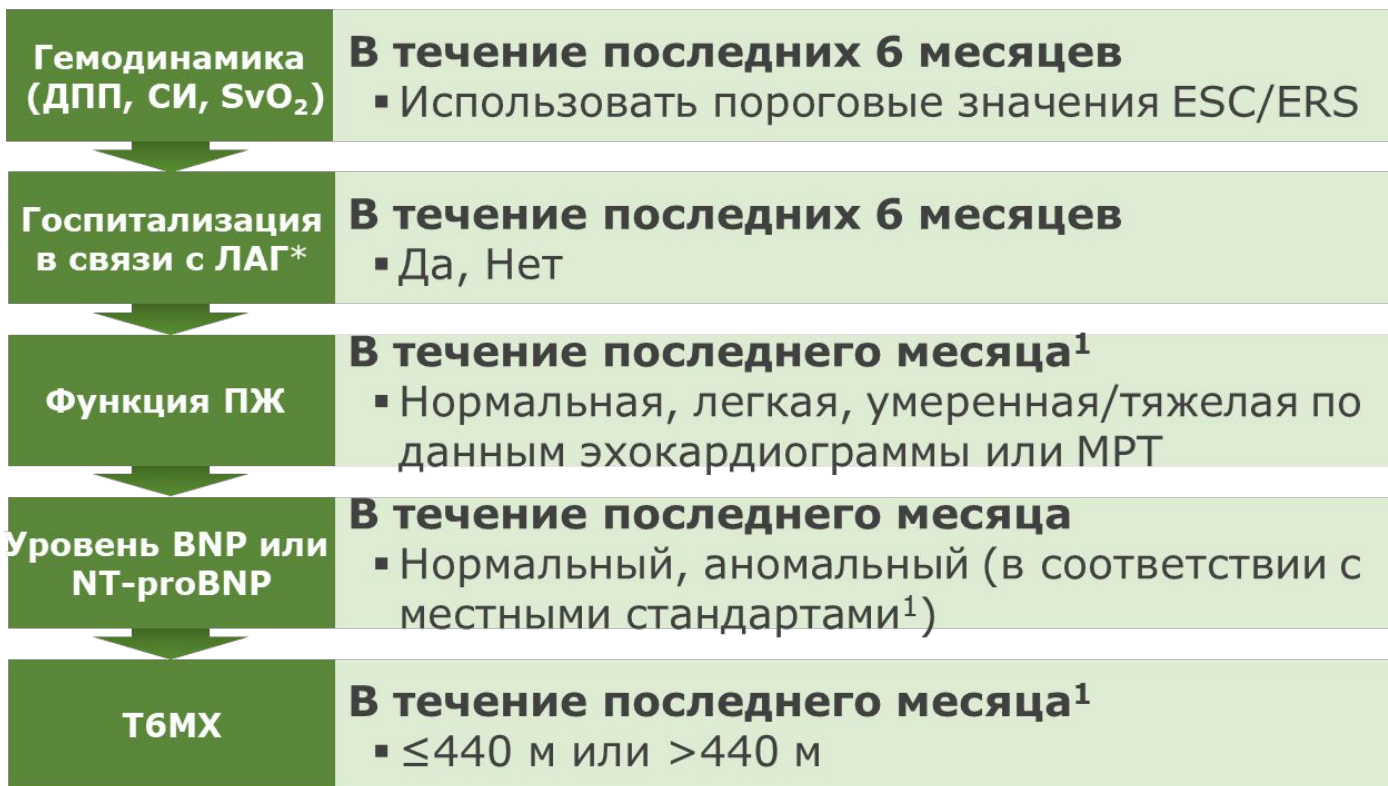 Гемодинамика
(ДПП, СИ, SvO₂)
В течение последних 6 месяцев
▪ Использовать пороговые значения ESC/ERS
Госпитализация
в связи с ЛАГ*
В течение последних 6 месяцев
▪ Да, Нет
Функция ПЖ
В течение последнего месяца¹
▪ Нормальная, легкая, умеренная/тяжелая по
данным эхокардиограммы или МРТ
Уровень BNP или
NT-proBNP
В течение последнего месяца
▪ Нормальный, аномальный (в соответствии с
местными стандартами¹)
Т6МХ
В течение последнего месяца¹
▪ ≤440 м или >440 м